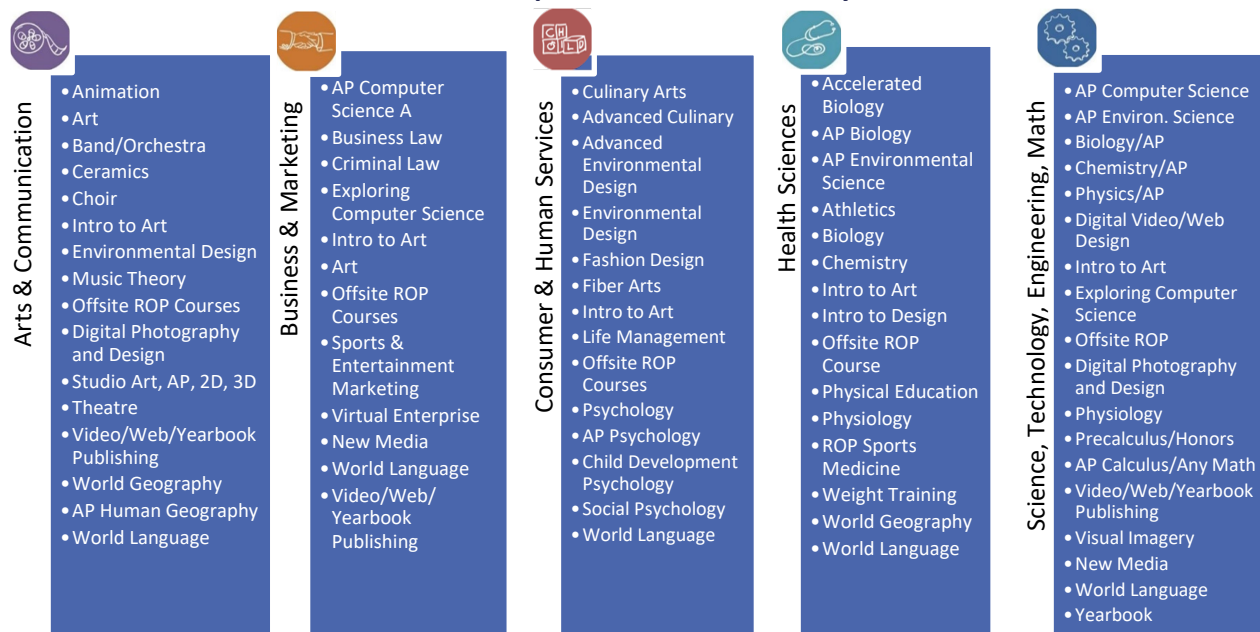 CH
OLD
Arts & Communication
•Animation
•Art
•Band/Orchestra
•Ceramics
•Choir
•Intro to Art
•Environmental Design
•Music Theory
•Offsite ROP Courses
•Digital Photography
and Design
•Studio Art, AP, 2D, 3D
•Theatre
•Video/Web/Yearbook
Publishing
•World Geography
•AP Human Geography
•World Language
Business & Marketing
•AP Computer
Science A
•Business Law
•Criminal Law
•Exploring
Computer Science
•Intro to Art
•Art
•Offsite ROP
Courses
•Sports &
Entertainment
Marketing
•Virtual Enterprise
•New Media
•World Language
•Video/Web/
Yearbook
Publishing
Consumer & Human Services
•Culinary Arts
•Advanced Culinary
•Advanced
Environmental
Design
•Environmental
Design
•Fashion Design
•Fiber Arts
•Intro to Art
•Life Management
•Offsite ROP
Courses
•Psychology
•AP Psychology
•Child Development
Psychology
•Social Psychology
•World Language
Health Sciences
•Accelerated
Biology
•AP Biology
•AP Environmental
Science
•Athletics
•Biology
•Chemistry
•Intro to Art
•Intro to Design
•Offsite ROP
Course
•Physical Education
•Physiology
•ROP Sports
Medicine
•Weight Training
•World Geography
•World Language
Science, Technology, Engineering, Math
•AP Computer Science
•AP Environ. Science
•Biology/AP
•Chemistry/AP
•Physics/AP
•Digital Video/Web
Design
•Intro to Art
•Exploring Computer
Science
•Offsite ROP
•Digital Photography
and Design
•Physiology
•Precalculus/Honors
•AP Calculus/Any Math
•Video/Web/Yearbook
Publishing
•Visual Imagery
•New Media
•World Language
•Yearbook